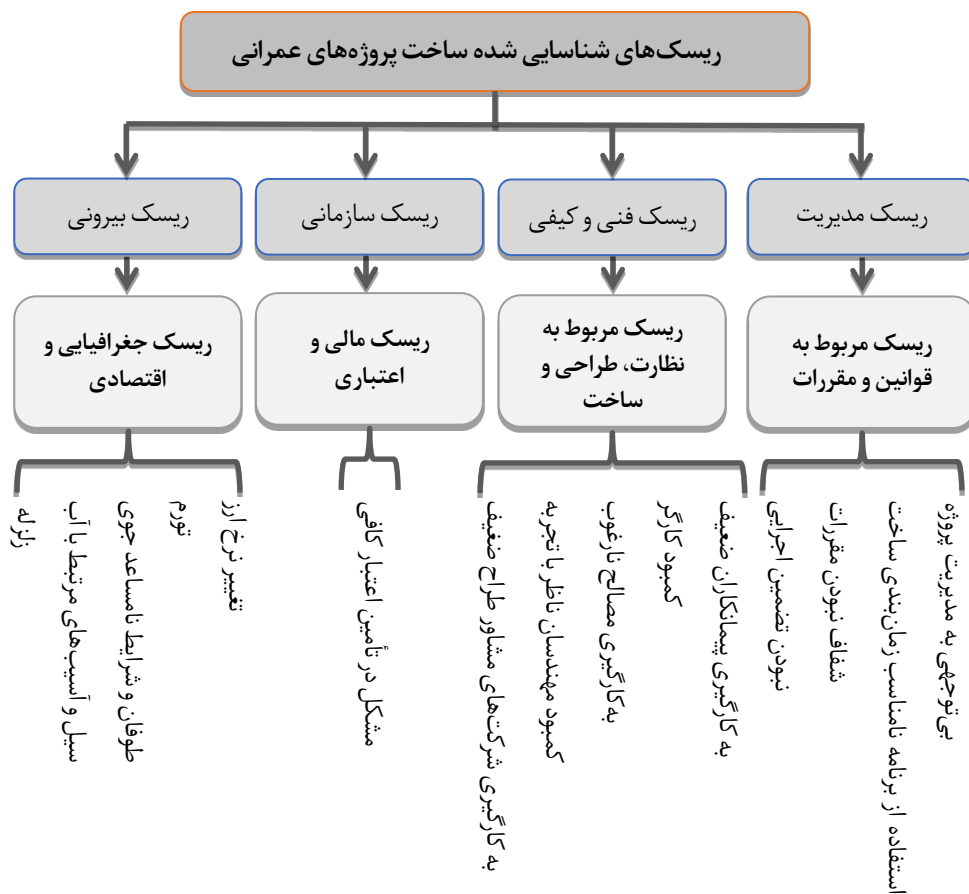 ریسک‌های شناسایی شده ساخت پروژه‌های عمرانی
ریسک مدیریت
ریسک فنی و کیفی
ریسک سازمانی
ریسک بیرونی
ریسک مربوط به
قوانین و مقررات
ریسک مربوط به
نظارت، طراحی و
ساخت
ریسک مالی و
اعتباری
ریسک جغرافیایی و
اقتصادی
بی‌توجهی به مدیریت پروژه
استفاده از برنامه نامناسب زمان‌بندی ساخت
شفاف نبودن مقررات
نبودن تضمین اجرایی
به کارگیری پیمانکاران ضعیف
کمبود کارگر
به‌کارگیری مصالح نارغوب
کمبود مهندسان ناظر با تجربه
به کارگیری شرکت‌های مشاور طراح ضعیف
مشکل در تأمین اعتبار کافی
تغییر نرخ ارز
تورم
طوفان و شرایط نامساعد جوی
سیل و آسیب‌های مرتبط با آب
زلزله